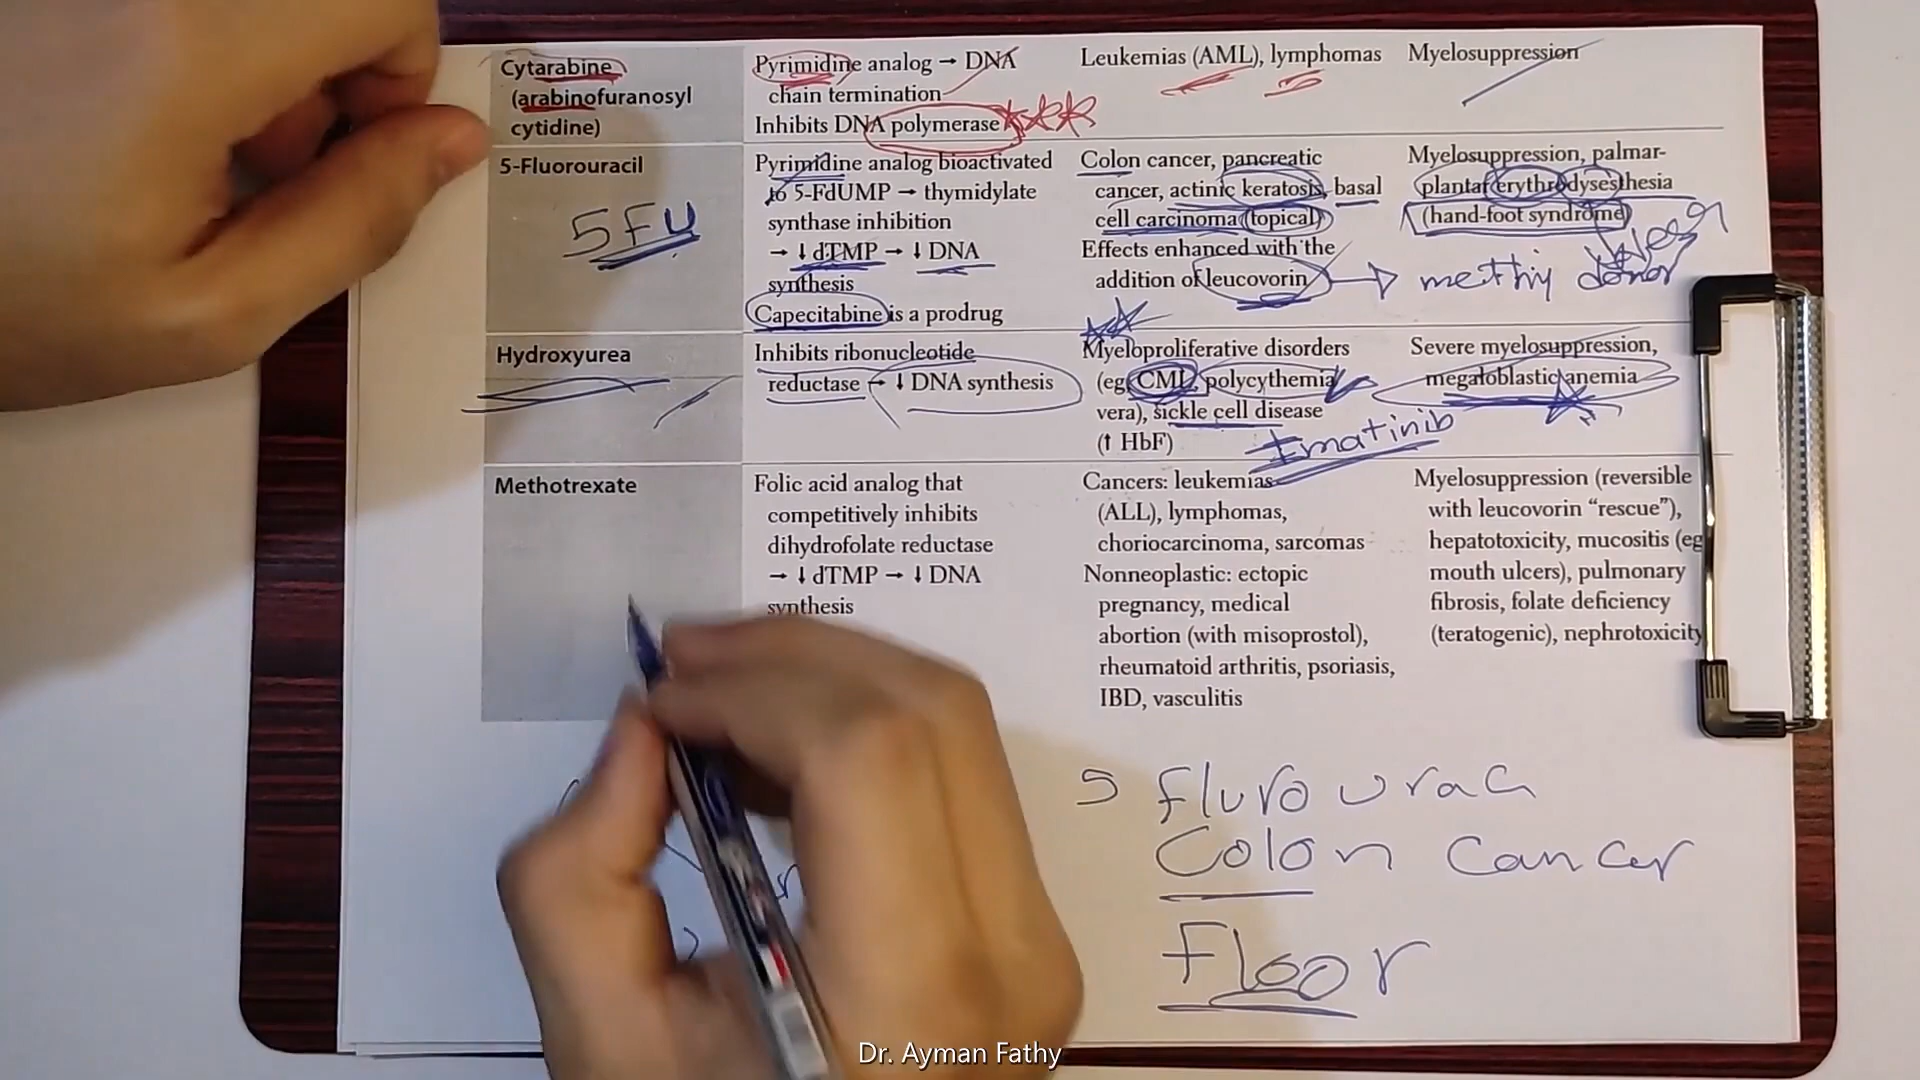 Cytarabine
(arabinofuranosyl
cytidine)
Pyrimidine analog → DNA
chain termination
Inhibits DNA polymerase
Leukemias (AML), lymphomas
Myelosuppression
5-Fluorouracil
5FU
Pyrimidine analog bioactivated
to 5-FdUMP → thymidylate
synthase inhibition
→ ↓ dTMP → ↓ DNA
synthesis
Capecitabine is a prodrug
Colon cancer, pancreatic
cancer, actinic keratosis, basal
cell carcinoma (topical)
Effects enhanced with the
addition of leucovorin
Myelosuppression, palmar-
plantar erythrodysesthesia
(hand-foot syndrome)
methiy donor
Hydroxyurea
Inhibits ribonucleotide
reductase → ↓ DNA synthesis
Myeloproliferative disorders
(eg, CML, polycythemia
vera), sickle cell disease
(↑ HbF)
Imatinib
Severe myelosuppression,
megaloblastic anemia
Methotrexate
Folic acid analog that
competitively inhibits
dihydrofolate reductase
→ ↓ dTMP → ↓ DNA
synthesis
Cancers: leukemias
(ALL), lymphomas,
choriocarcinoma, sarcomas
Nonneoplastic: ectopic
pregnancy, medical
abortion (with misoprostol),
rheumatoid arthritis, psoriasis,
IBD, vasculitis
Myelosuppression (reversible
with leucovorin “rescue”),
hepatotoxicity, mucositis (eg
mouth ulcers), pulmonary
fibrosis, folate deficiency
(teratogenic), nephrotoxicity
5 Flurourac
Colon cancer
Floor
Dr. Ayman Fathy